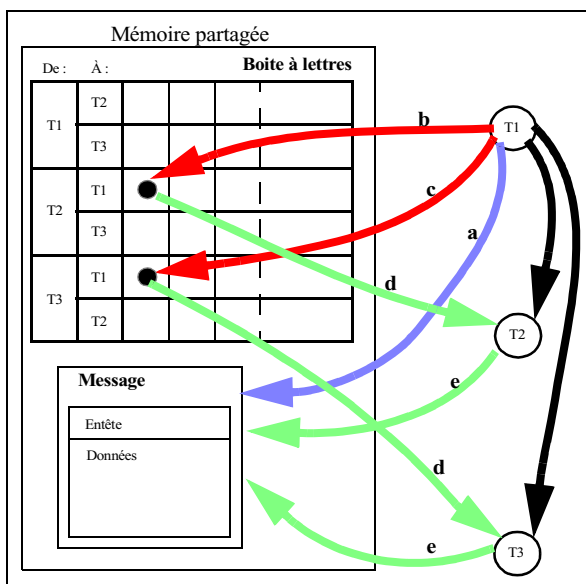 Mémoire partagée
De :
À :
Boite à lettres
T1
T2
T3
T2
T1
T3
T3
T1
T2
Message
Entête
Données
T1
T2
T3
b
c
a
d
e
d
e